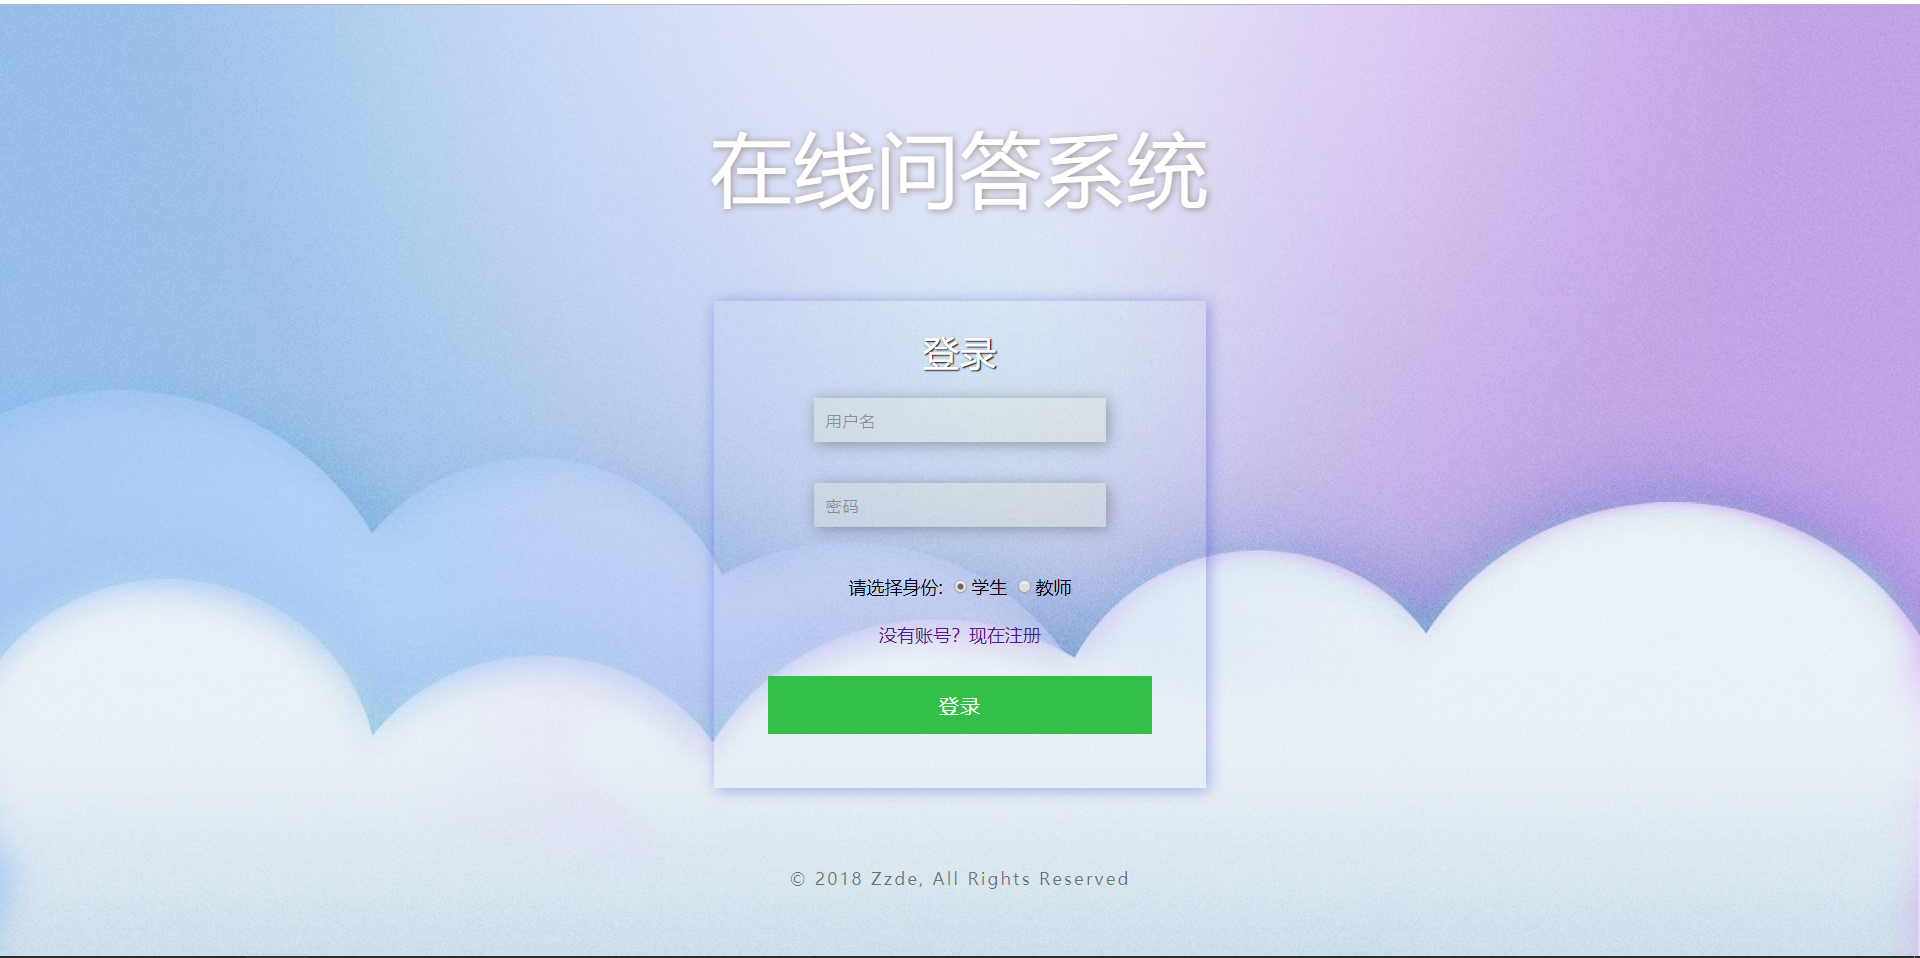 在线问答系统
登录
用户名
密码
请选择身份: 学生 教师
没有账号？现在注册
登录
© 2018 Zzde, All Rights Reserved